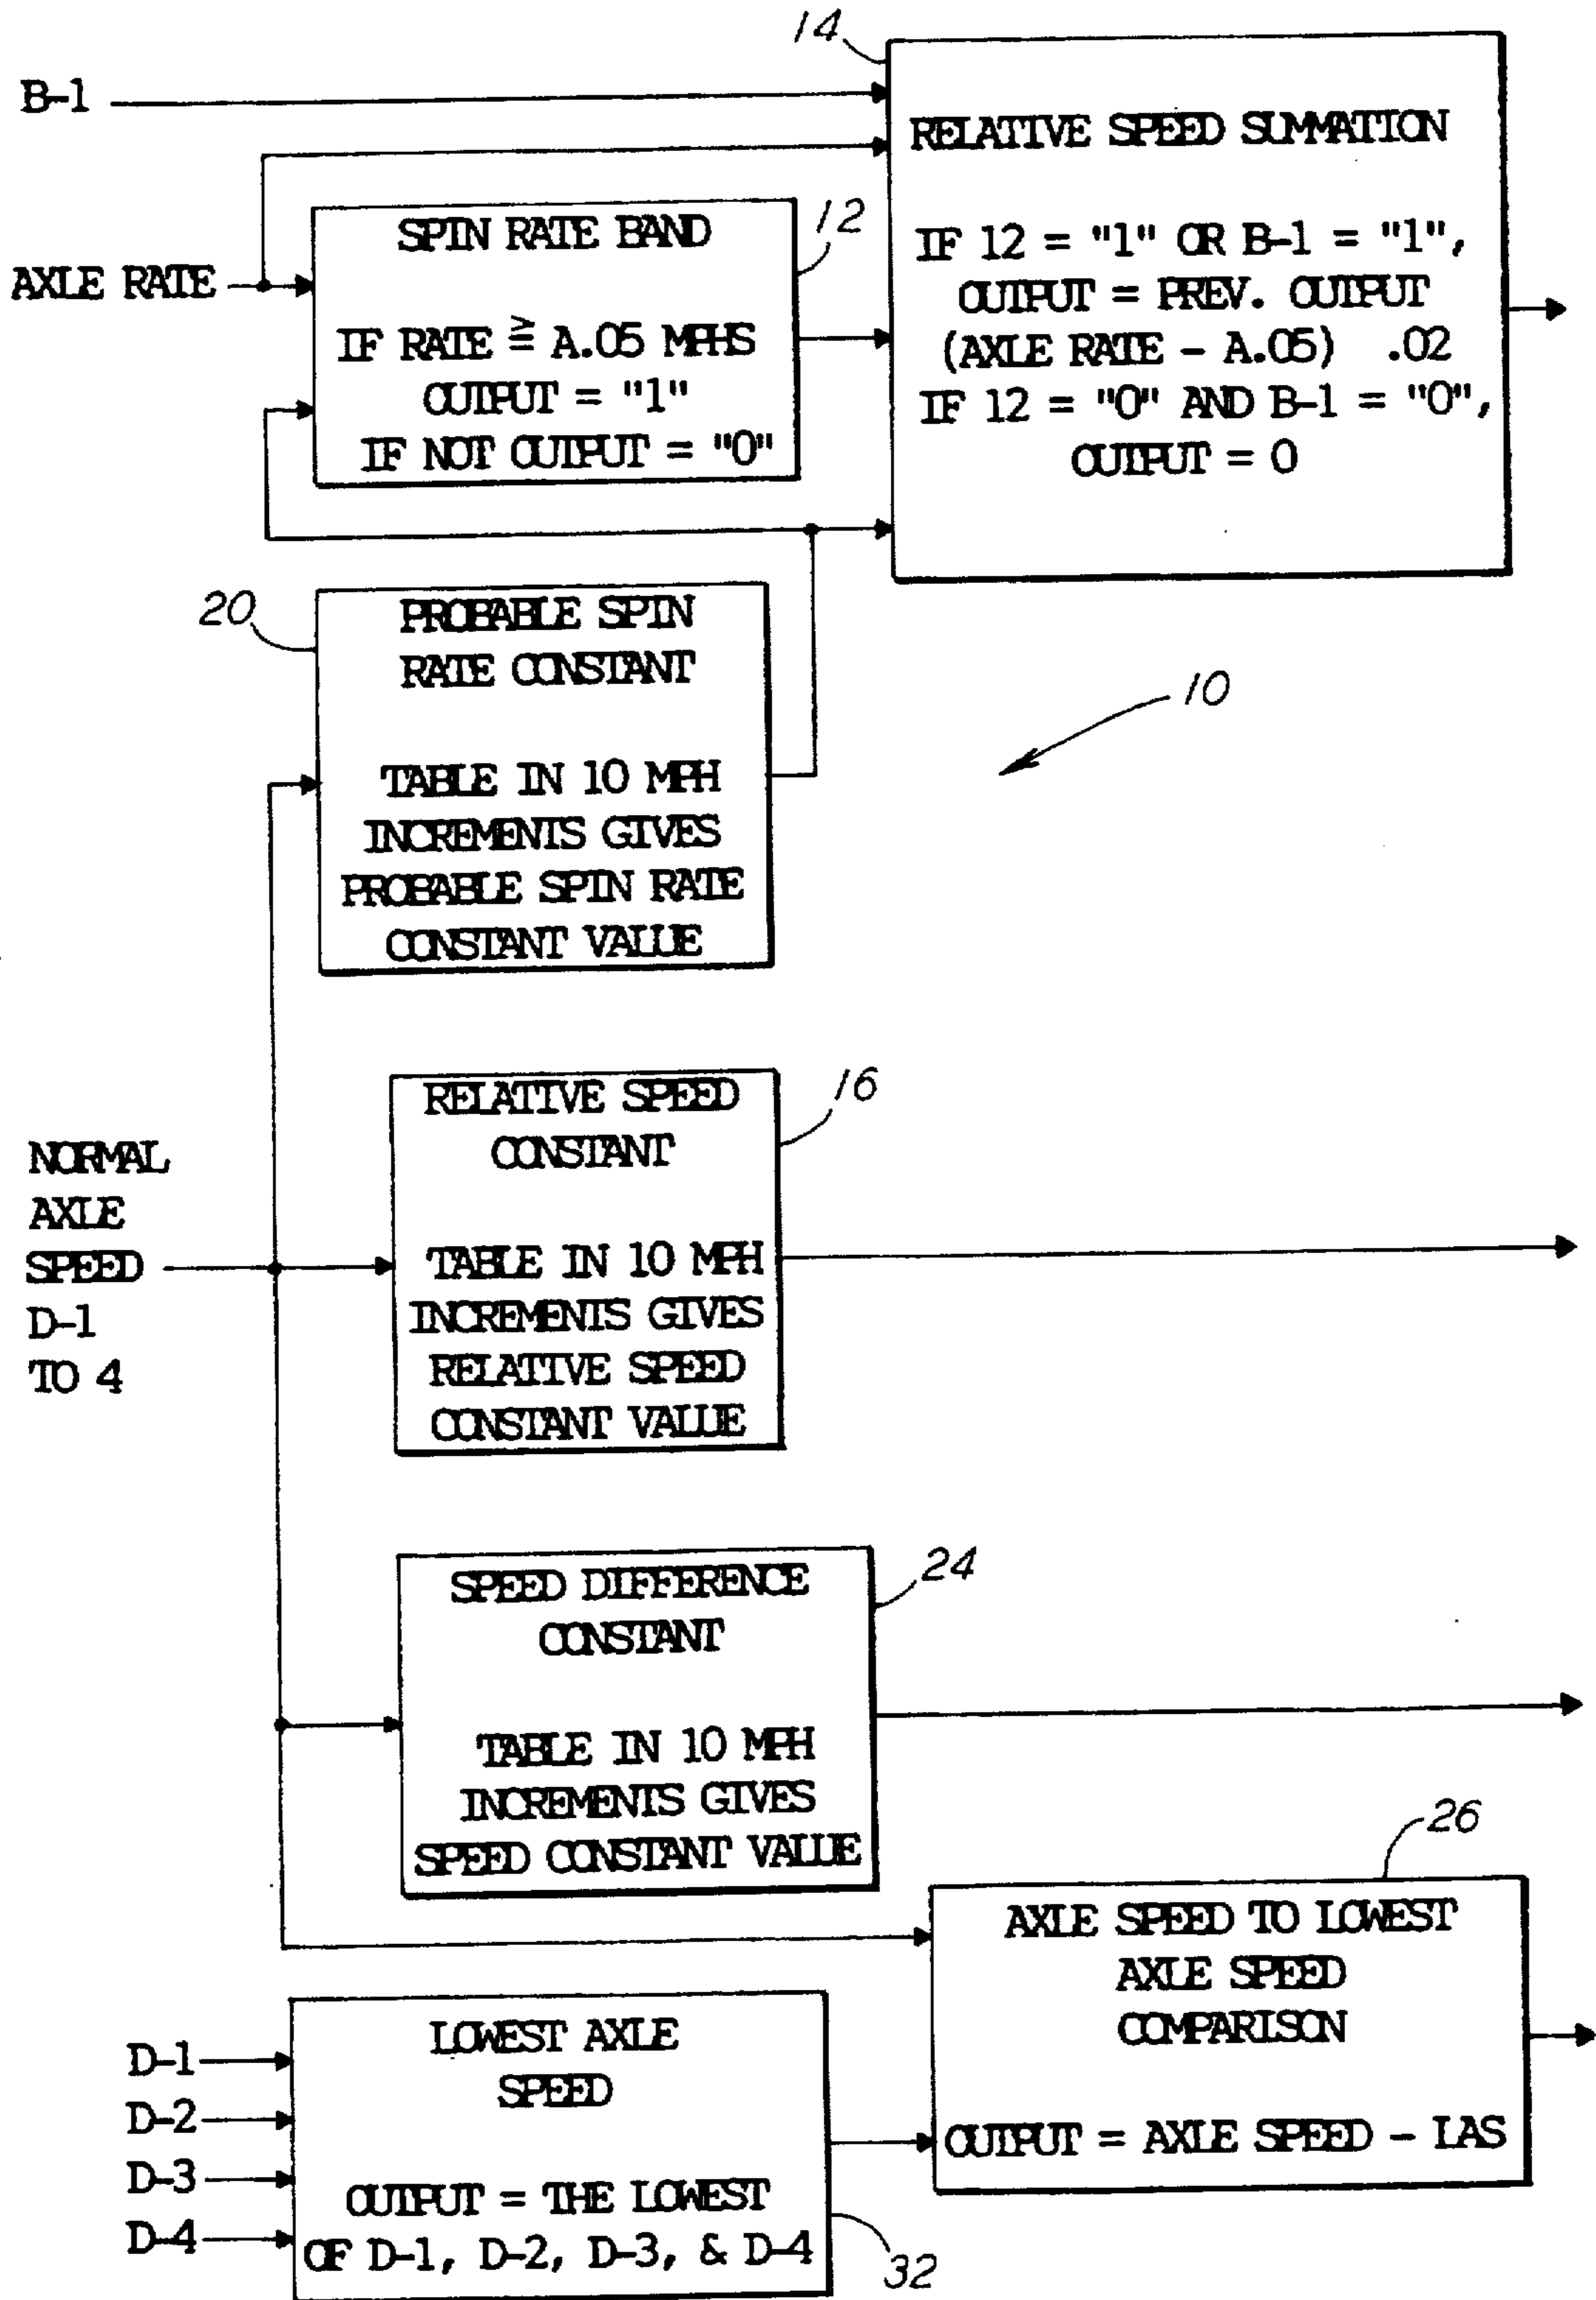 14
B-1
RELATIVE SPEED SUMMATION
IF 12 = "1" OR B-1 = "1",
OUTPUT = PREV. OUTPUT
(AXLE RATE - A.05) .02
IF 12 = "0" AND B-1 = "0",
OUTPUT = 0
12
SPIN RATE BAND
AXLE RATE
IF RATE ≧ A.05 MPHS
OUTPUT = "1"
IF NOT OUTPUT = "0"
20
PROBABLE SPIN
RATE CONSTANT
TABLE IN 10 MPH
INCREMENTS GIVES
PROBABLE SPIN RATE
CONSTANT VALUE
10
16
RELATIVE SPEED
CONSTANT
TABLE IN 10 MPH
INCREMENTS GIVES
RELATIVE SPEED
CONSTANT VALUE
NORMAL
AXLE
SPEED
D-1
TO 4
24
SPEED DIFFERENCE
CONSTANT
TABLE IN 10 MPH
INCREMENTS GIVES
SPEED CONSTANT VALUE
26
AXLE SPEED TO LOWEST
AXLE SPEED
COMPARISON
OUTPUT = AXLE SPEED - LAS
LOWEST AXLE
SPEED
D-1
D-2
D-3
D-4
OUTPUT = THE LOWEST
OF D-1, D-2, D-3, & D-4
32